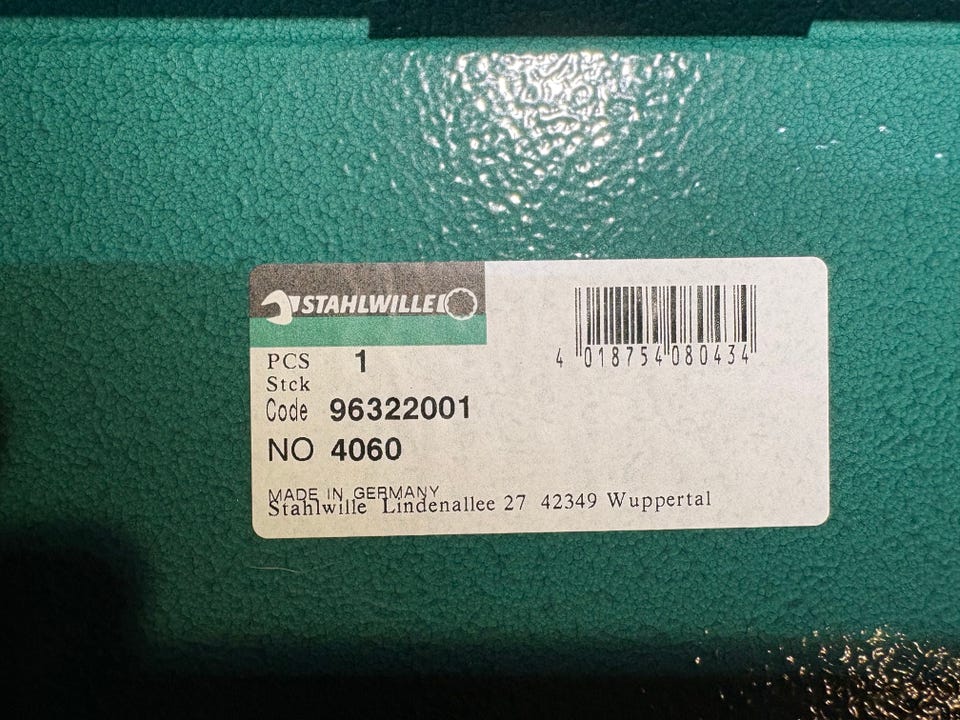 STAHLWILLE
4 018754 080434
PCS 1
Stck
Code 96322001
NO 4060
MADE IN GERMANY
Stahlwille Lindenallee 27 42349 Wuppertal